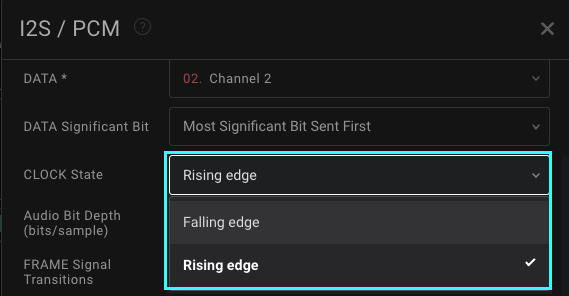 I2S / PCM ?
DATA * 02. Channel 2
DATA Significant Bit Most Significant Bit Sent First
CLOCK State Rising edge
Falling edge
Audio Bit Depth
(bits/sample)
Rising edge
FRAME Signal
Transitions